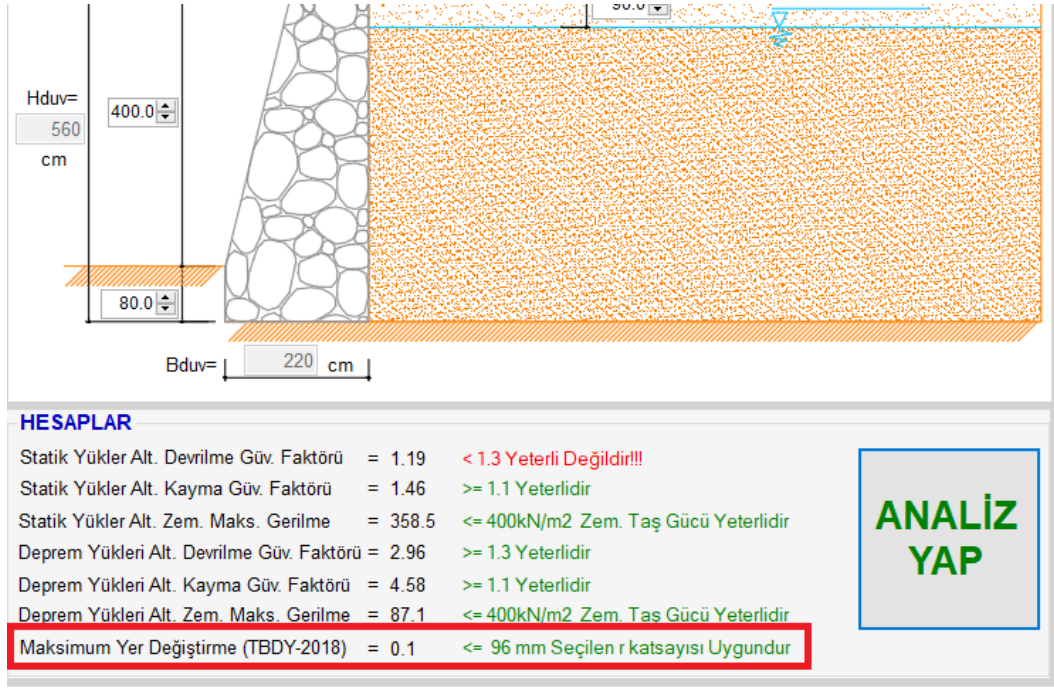 90.0
Hduv=
400.0
560
cm
80.0
Bduv= 220 cm
HESAPLAR
Statik Yükler Alt. Devrilme Güv. Faktörü = 1.19 < 1.3 Yeterli Değildir!!!
Statik Yükler Alt. Kayma Güv. Faktörü = 1.46 >= 1.1 Yeterlidir
Statik Yükler Alt. Zem. Maks. Gerilme = 358.5 <= 400kN/m2 Zem. Taş Gücü Yeterlidir
Deprem Yükleri Alt. Devrilme Güv. Faktörü = 2.96 >= 1.3 Yeterlidir
Deprem Yükleri Alt. Kayma Güv. Faktörü = 4.58 >= 1.1 Yeterlidir
Deprem Yükleri Alt. Zem. Maks. Gerilme = 87.1 <= 400kN/m2 Zem. Taş Gücü Yeterlidir
Maksimum Yer Değiştirme (TBDY-2018) = 0.1 <= 96 mm Seçilen r katsayısı Uygundur
ANALİZ
YAP